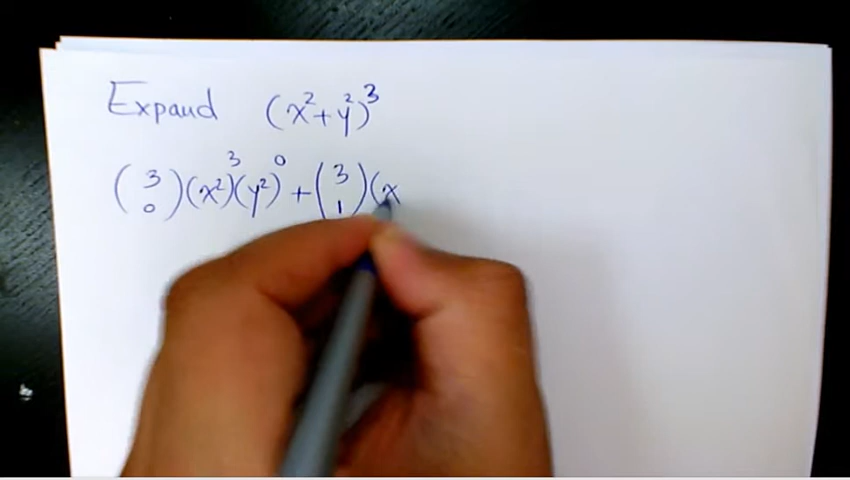 Expand (x²+y²)³
(3 0)(x²)³(y²)⁰+(3 1)(x